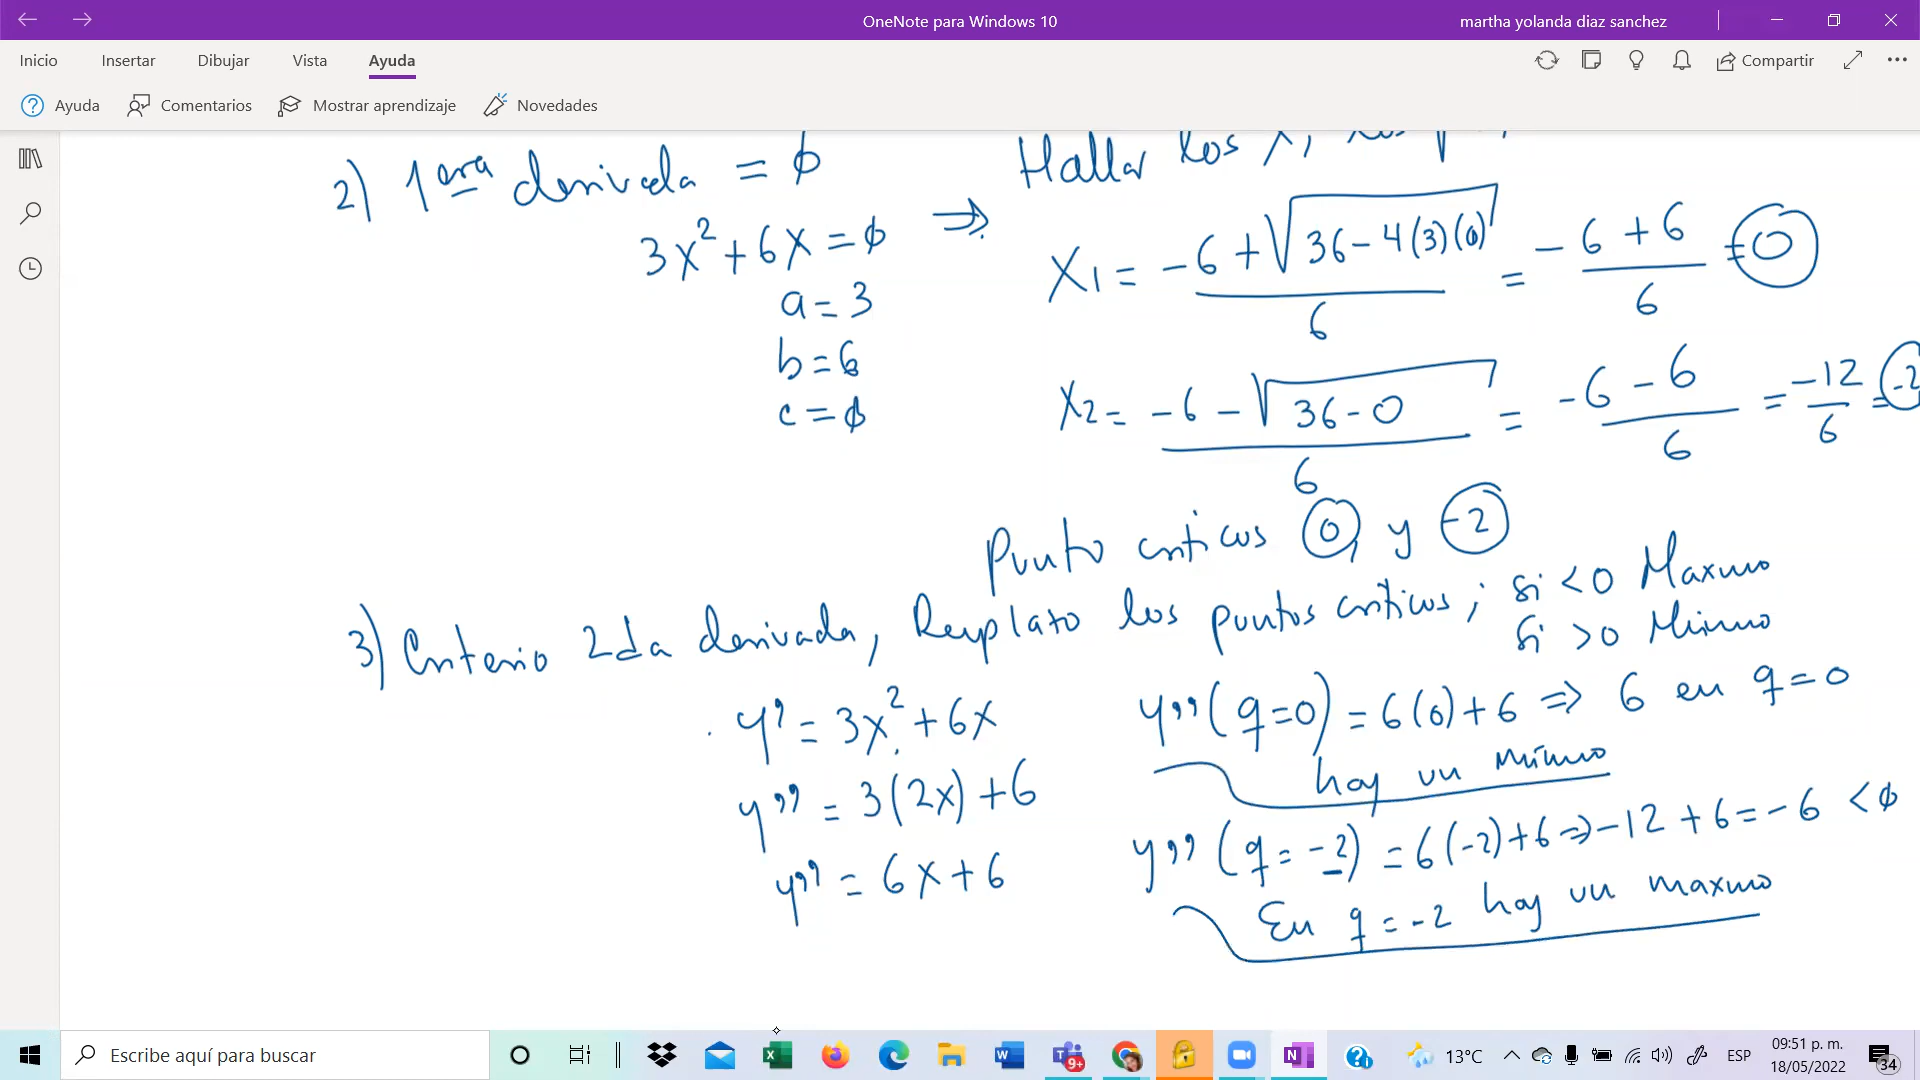 OneNote para Windows 10
martha yolanda diaz sanchez
Inicio Insertar Dibujar Vista Ayuda
Compartir
Ayuda Comentarios Mostrar aprendizaje Novedades
2) 1era derivada = ϕ
Hallar los
3x² + 6x = ϕ ⇒
a = 3
b = 6
c = ϕ
X1 = -6 + √36 - 4(3)(0) / 6 = -6 + 6 / 6 = 0
X2 = -6 - √36 - 0 / 6 = -6 - 6 / 6 = -12 / 6 = -2
Punto criticos 0, y -2
3) Criterio 2da derivada, Remplazo los puntos criticos ; si < 0 Maximo
Si > 0 Minimo
y' = 3x² + 6x
y'' = 3(2x) + 6
y'' = 6x + 6
y'' (q=0) = 6(0) + 6 ⇒ 6 en q = 0
hay un minimo
y'' (q = -2) = 6(-2) + 6 ⇒ -12 + 6 = -6 < ϕ
En q = -2 hay un maximo
Escribe aquí para buscar
9+
13°C
ESP
09:51 p. m.
18/05/2022
34